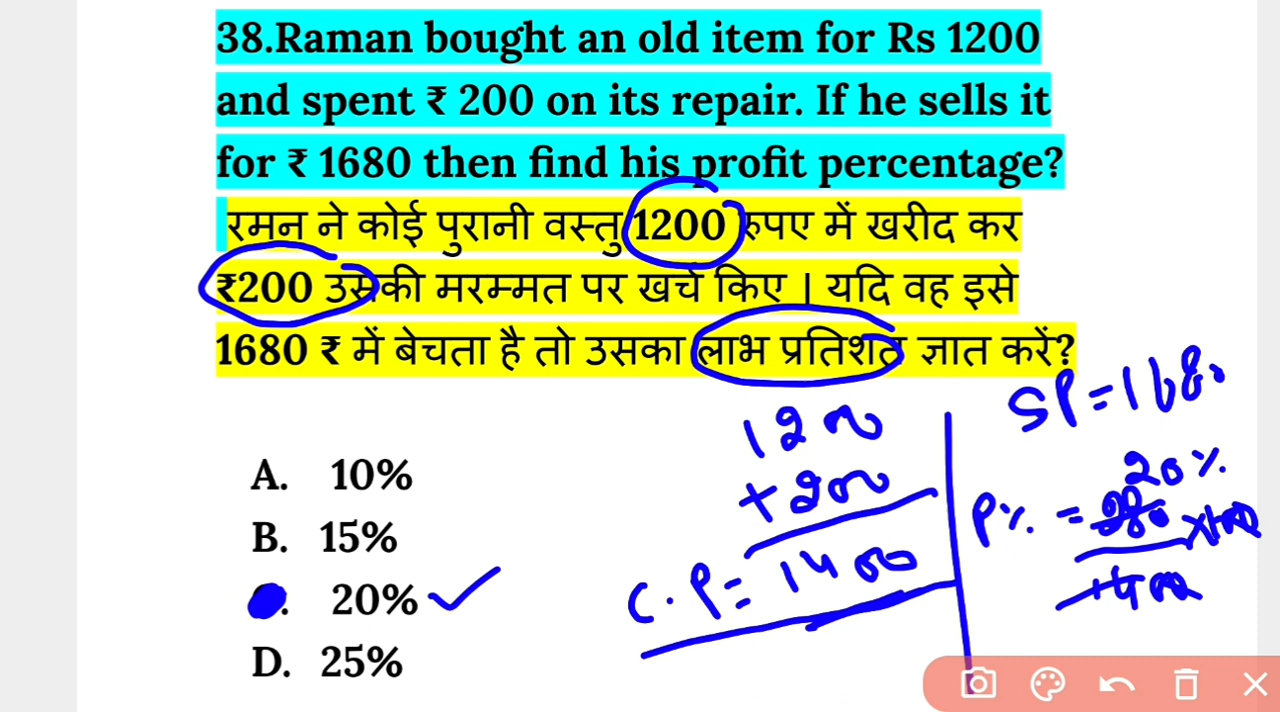 38.Raman bought an old item for Rs 1200
and spent ₹ 200 on its repair. If he sells it
for ₹ 1680 then find his profit percentage?
रमन ने कोई पुरानी वस्तु 1200 रुपए में खरीद कर
₹200 उसकी मरम्मत पर खर्च किए | यदि वह इसे
1680 ₹ में बेचता है तो उसका लाभ प्रतिशत ज्ञात करें?
A. 10%
B. 15%
. 20%
D. 25%
1200
+200
C.P= 1400
SP=1680
20%
P% = 280 x100
1400